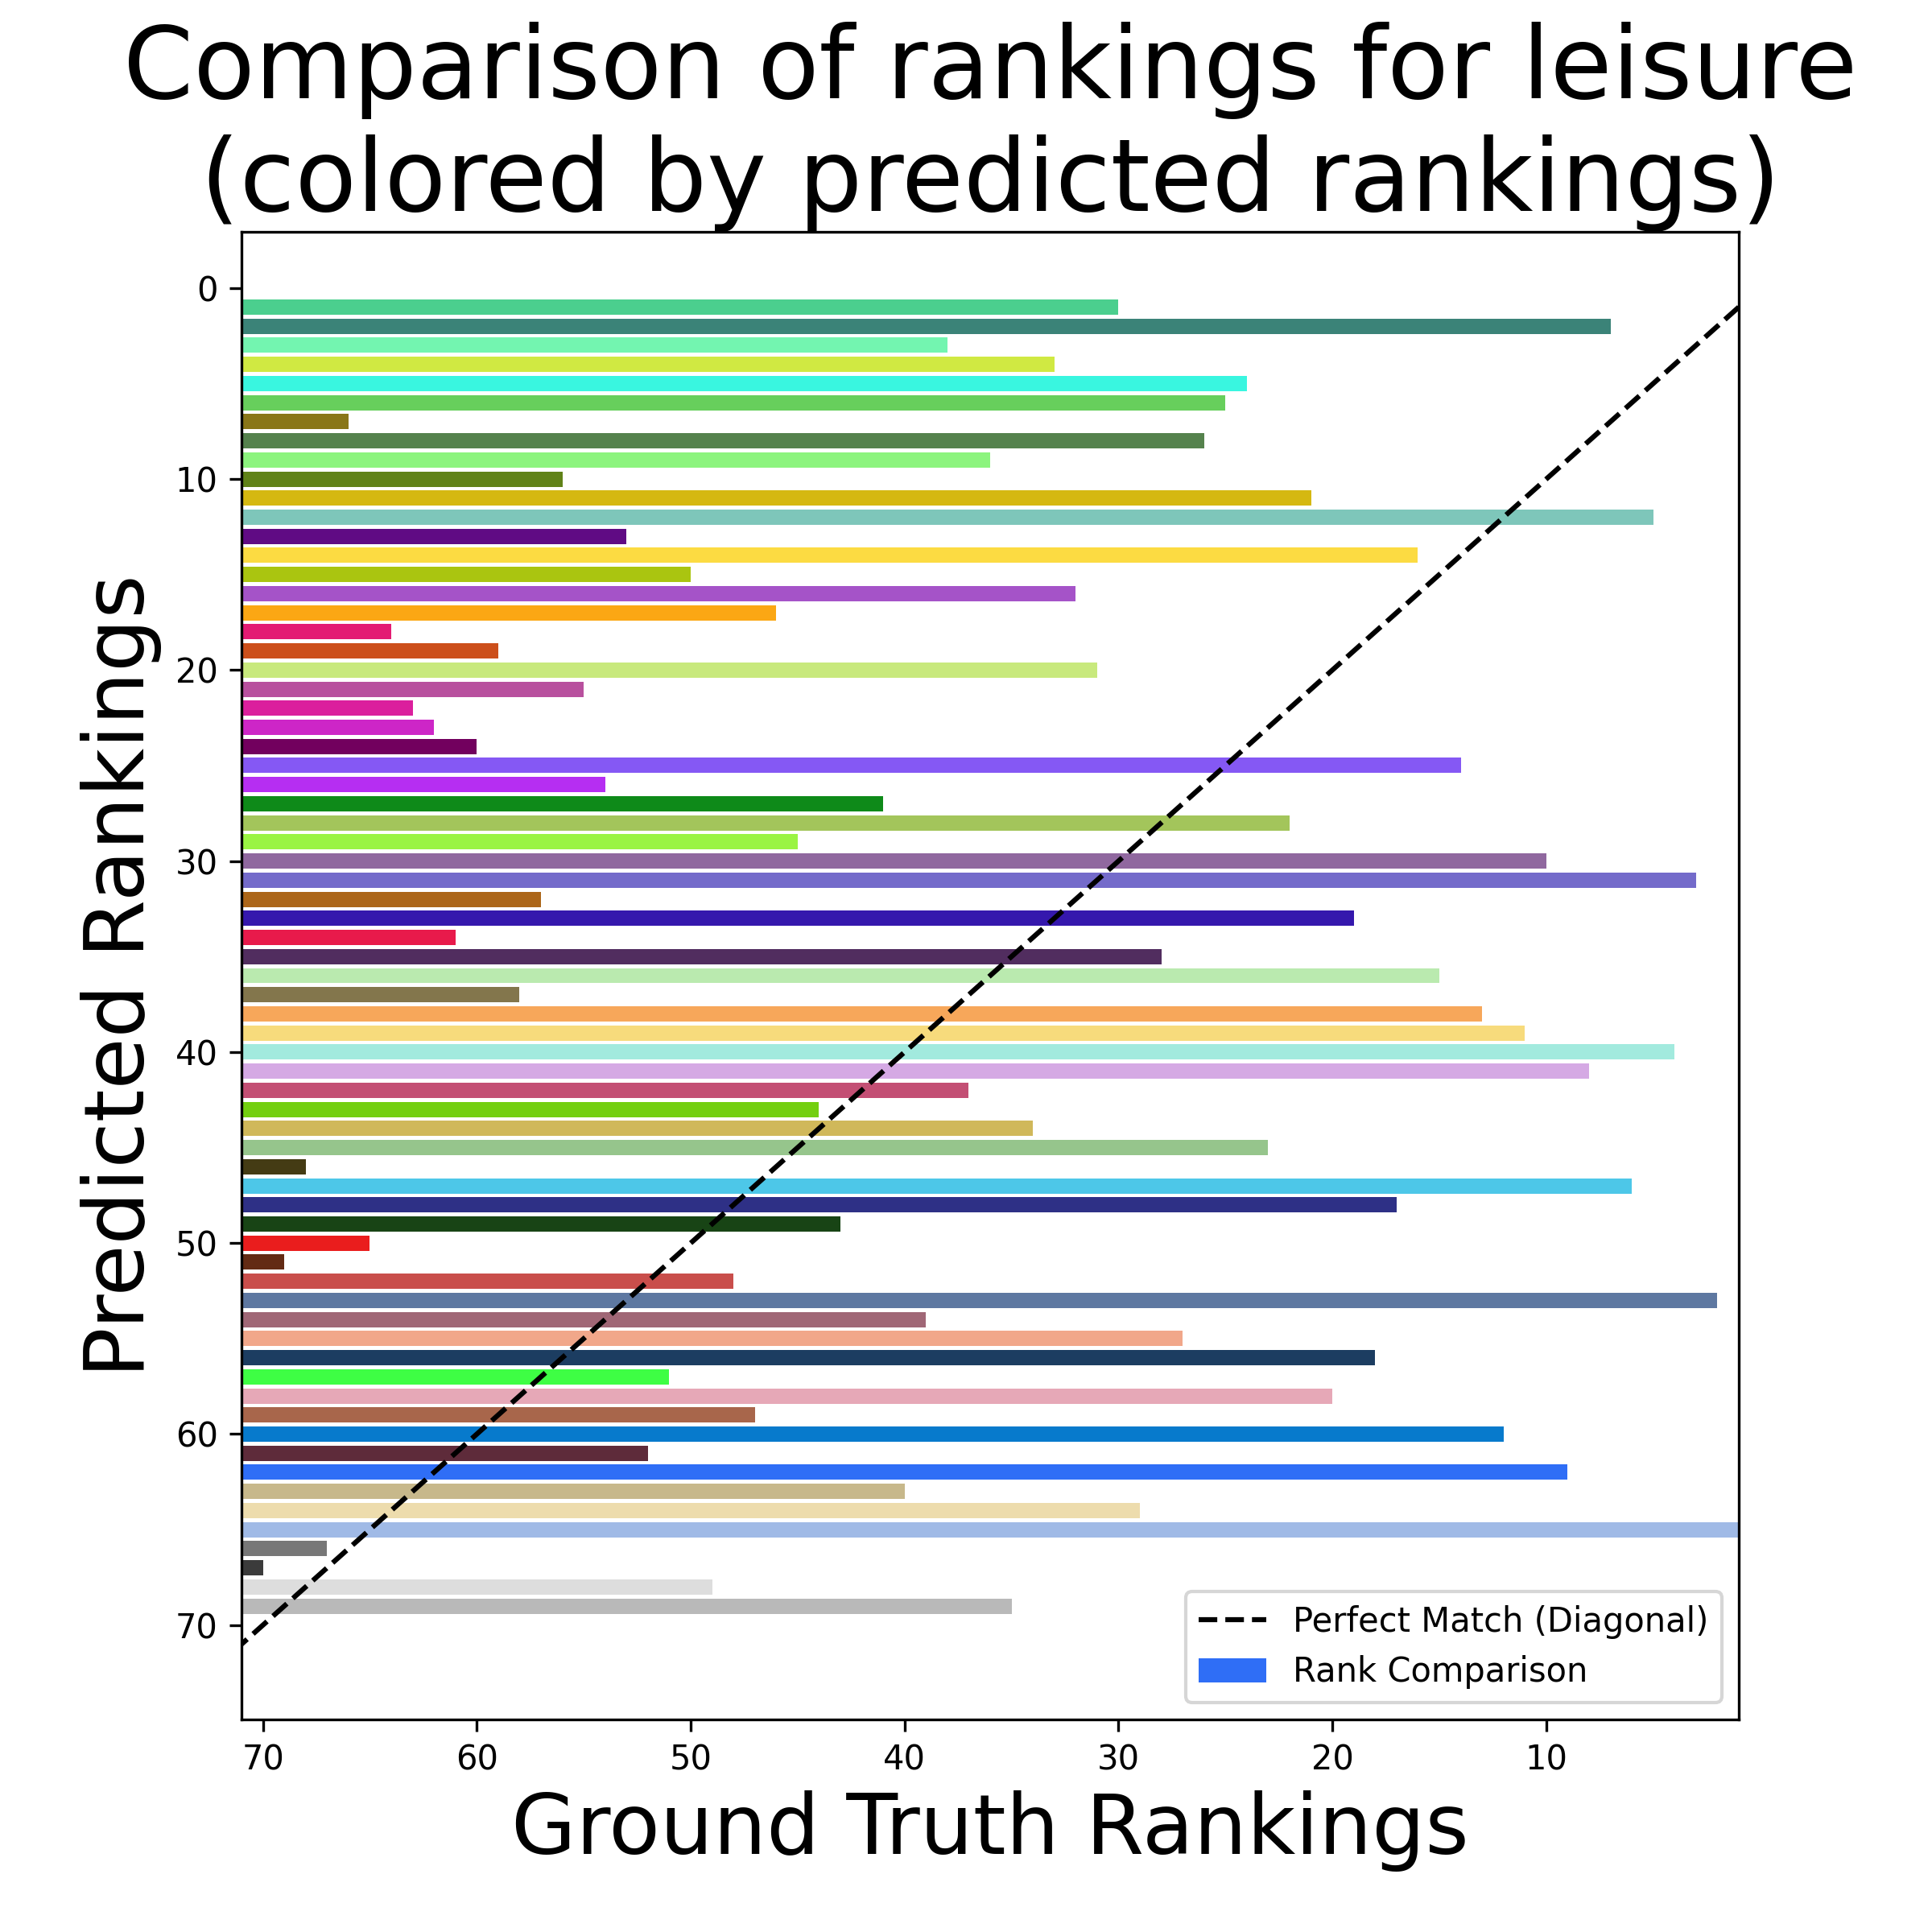 Comparison of rankings for leisure
(colored by predicted rankings)
Predicted Rankings
0
10
20
30
40
50
60
70
70
60
50
40
30
20
10
Ground Truth Rankings
Perfect Match (Diagonal)
Rank Comparison